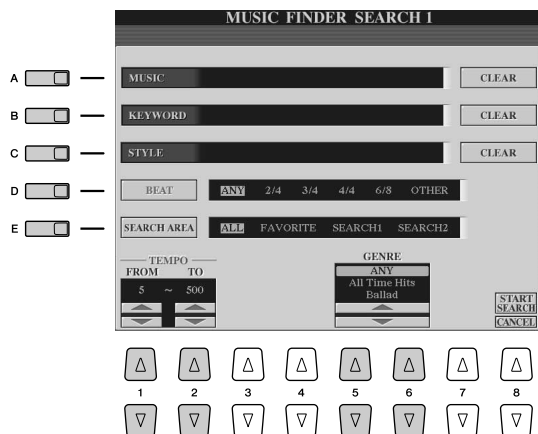 MUSIC FINDER SEARCH 1
A MUSIC CLEAR
B KEYWORD CLEAR
C STYLE CLEAR
D BEAT ANY 2/4 3/4 4/4 6/8 OTHER
E SEARCH AREA ALL FAVORITE SEARCH1 SEARCH2
TEMPO
FROM TO
5 ~ 500
GENRE
ANY
All Time Hits
Ballad
START
SEARCH
CANCEL
1 2 3 4 5 6 7 8